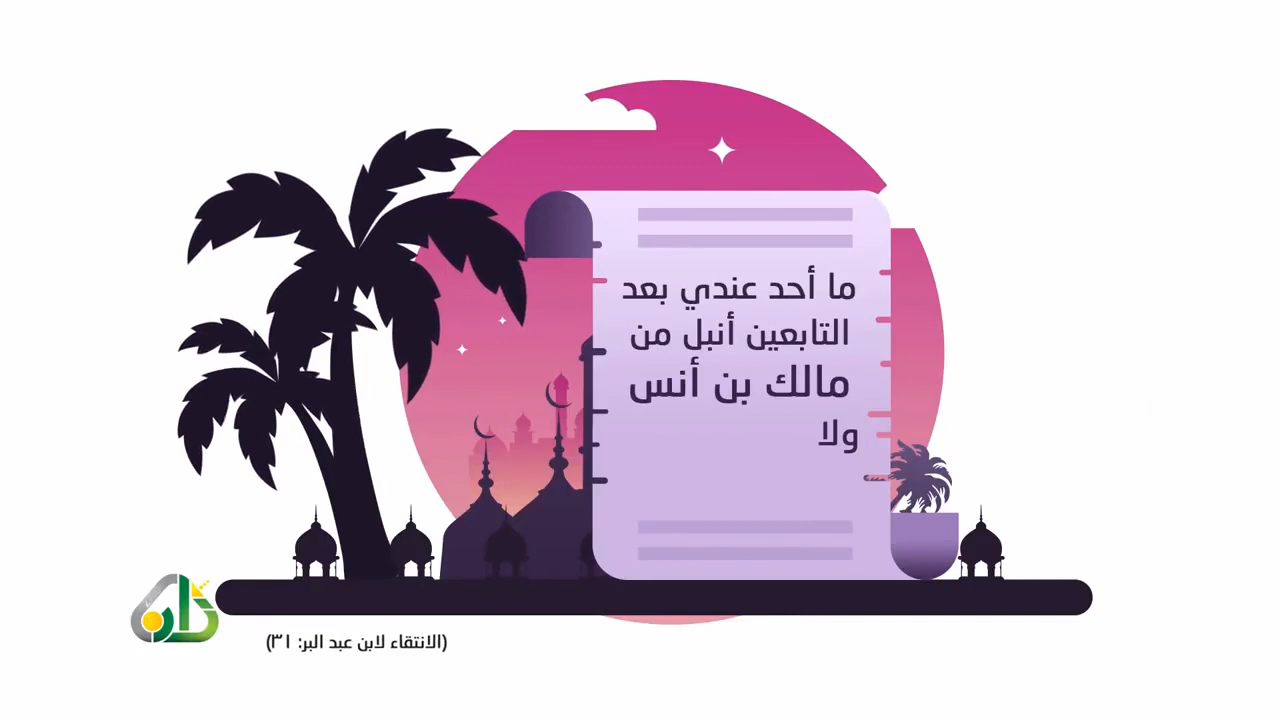 ما أحد عندي بعد
التابعين أنبل من
مالك بن أنس
ولا
(الانتقاء لابن عبد البر: ٣١)